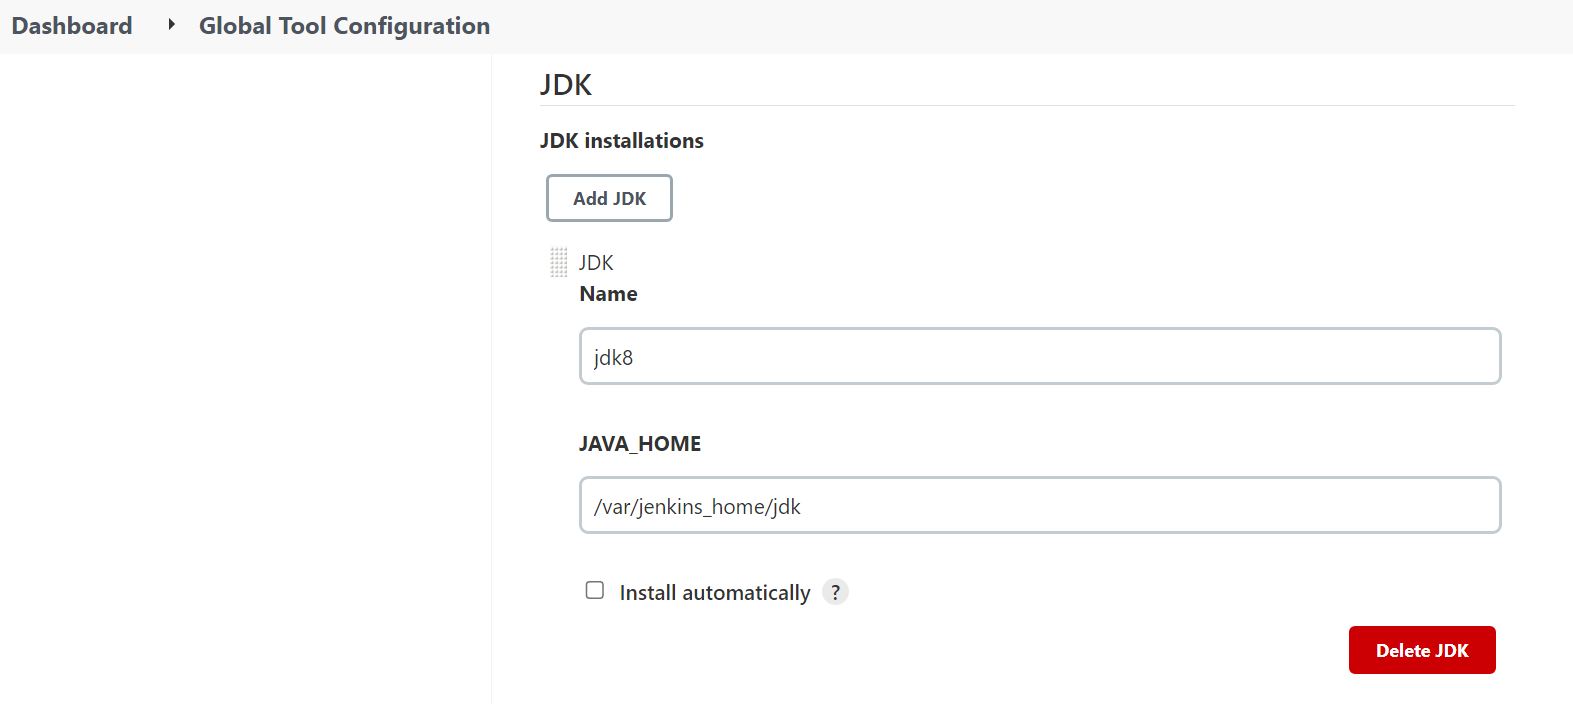 Dashboard Global Tool Configuration
JDK
JDK installations
Add JDK
JDK
Name
jdk8
JAVA_HOME
/var/jenkins_home/jdk
Install automatically ?
Delete JDK